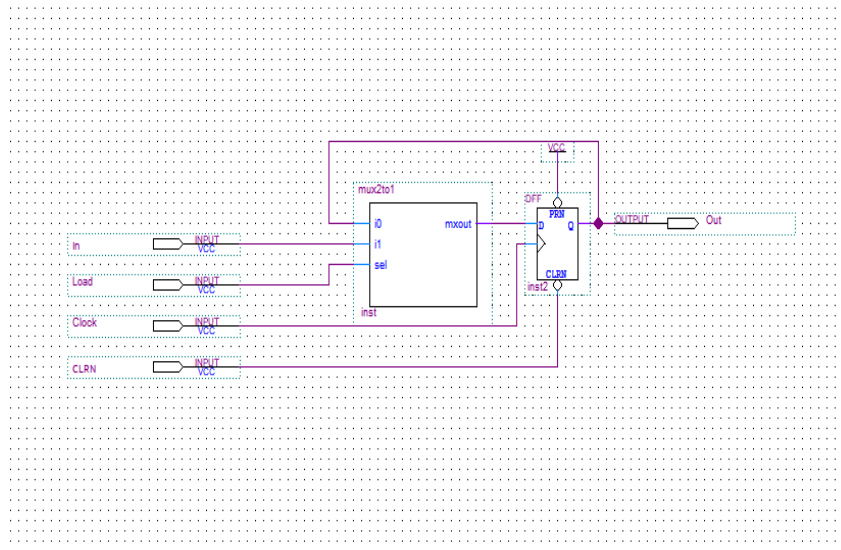 VCC
mux2to1
DFF
PRN
i0
mxout
D
Q
OUTPUT
Out
In
INPUT
VCC
i1
sel
Load
INPUT
VCC
CLRN
inst2
inst
Clock
INPUT
VCC
CLRN
INPUT
VCC